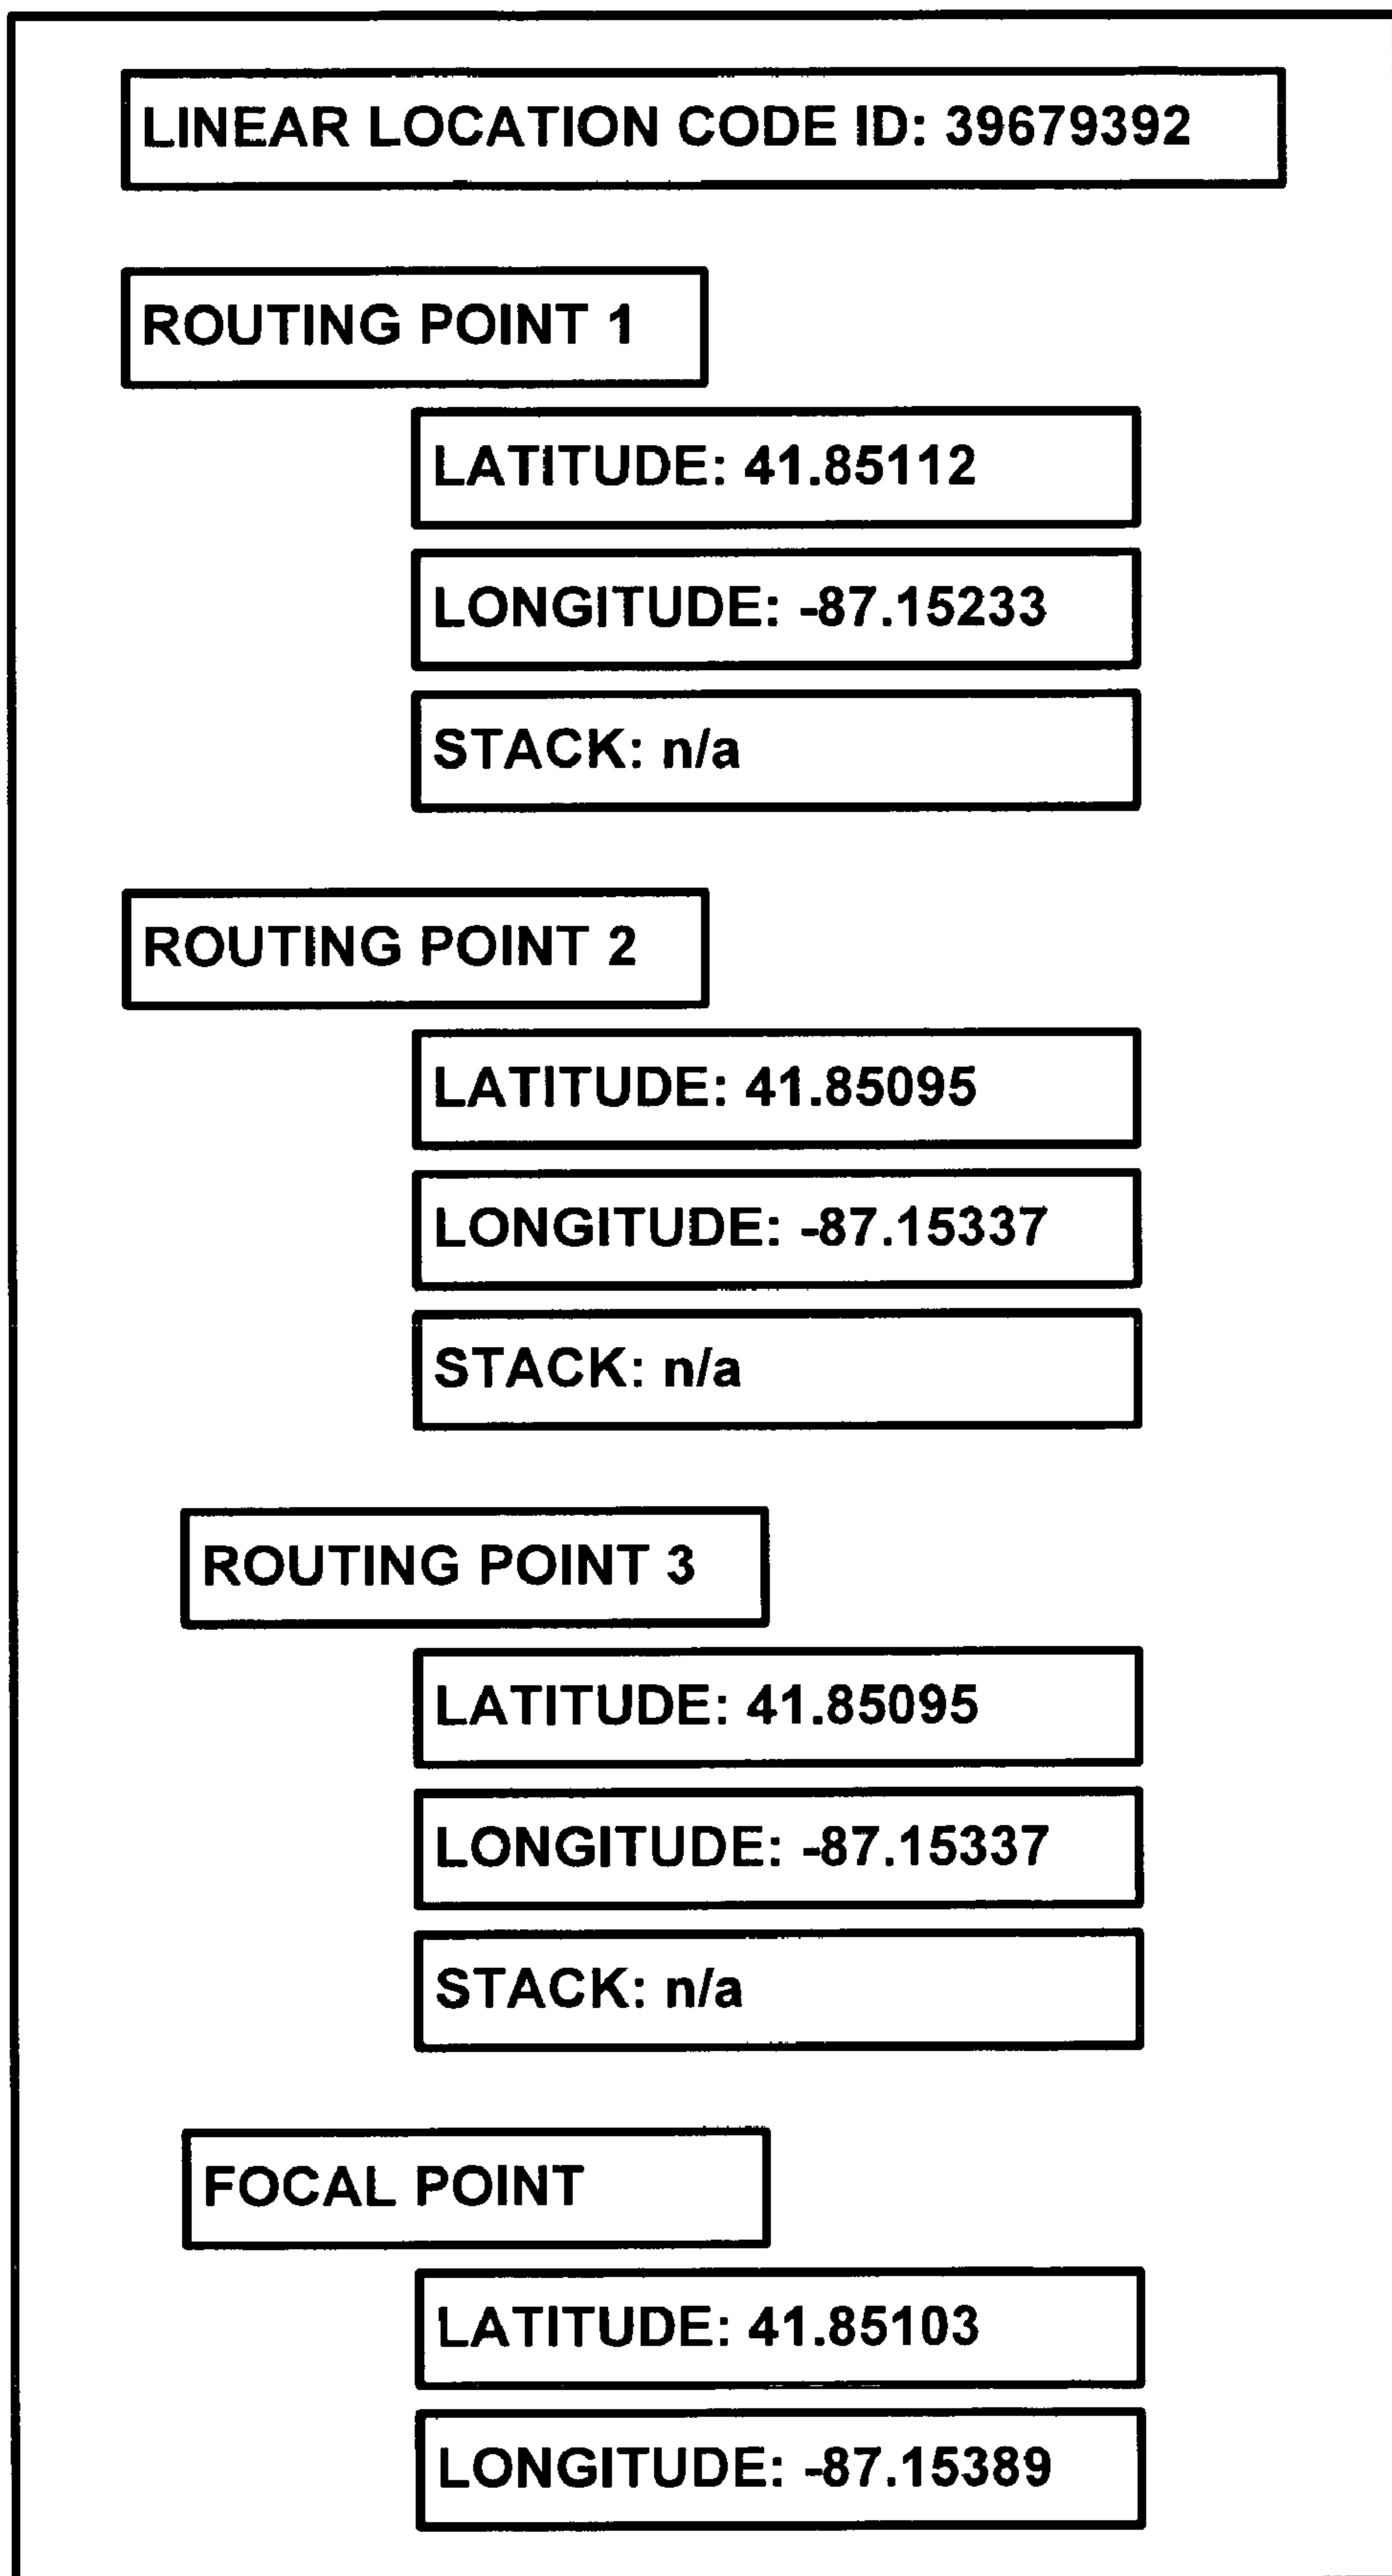 LINEAR LOCATION CODE ID: 39679392
ROUTING POINT 1
LATITUDE: 41.85112
LONGITUDE: -87.15233
STACK: n/a
ROUTING POINT 2
LATITUDE: 41.85095
LONGITUDE: -87.15337
STACK: n/a
ROUTING POINT 3
LATITUDE: 41.85095
LONGITUDE: -87.15337
STACK: n/a
FOCAL POINT
LATITUDE: 41.85103
LONGITUDE: -87.15389